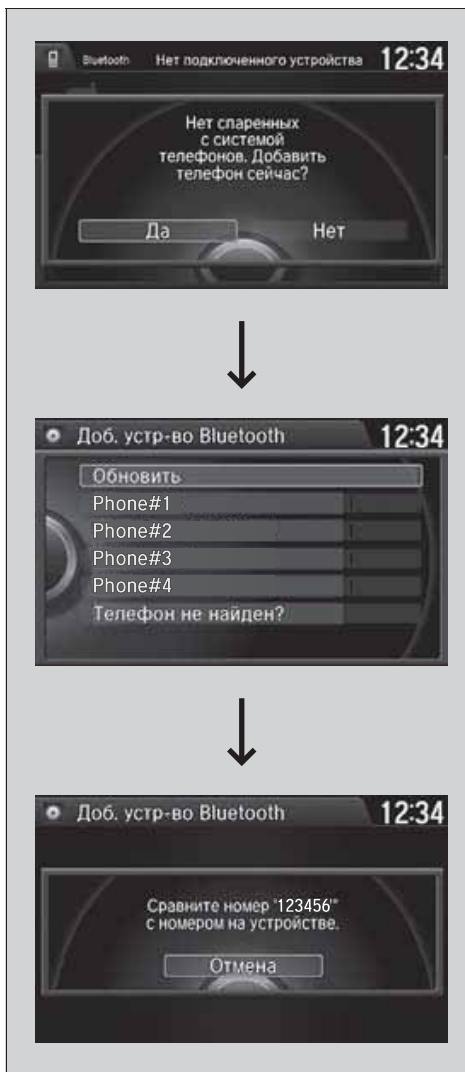 Bluetooth Нет подключенного устройства 12:34
Нет спаренных
с системой
телефонов. Добавить
телефон сейчас?
Да Нет
Доб. устр-во Bluetooth 12:34
Обновить
Phone#1
Phone#2
Phone#3
Phone#4
Телефон не найден?
Доб. устр-во Bluetooth 12:34
Сравните номер "123456"
с номером на устройстве.
Отмена